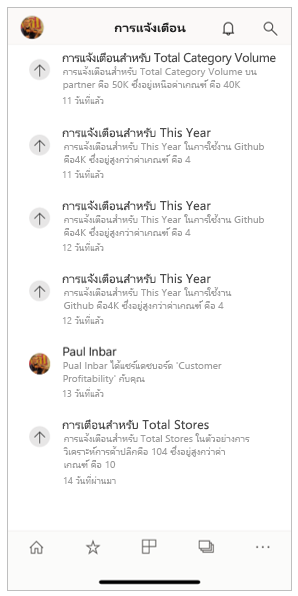 การแจ้งเตือน
การแจ้งเตือนสำหรับ Total Category Volume
การแจ้งเตือนสำหรับ Total Category Volume บน
partner คือ 50K ซึ่งอยู่เหนือค่าเกณฑ์ คือ 40K
11 วันที่แล้ว
การแจ้งเตือนสำหรับ This Year
การแจ้งเตือนสำหรับ This Year ในการใช้งาน Github
คือ4K ซึ่งอยู่สูงกว่าค่าเกณฑ์ คือ 4
11 วันที่แล้ว
การแจ้งเตือนสำหรับ This Year
การแจ้งเตือนสำหรับ This Year ในการใช้งาน Github
คือ4K ซึ่งอยู่สูงกว่าค่าเกณฑ์ คือ 4
12 วันที่แล้ว
การแจ้งเตือนสำหรับ This Year
การแจ้งเตือนสำหรับ This Year ในการใช้งาน
Github คือ4K ซึ่งอยู่สูงกว่าค่าเกณฑ์ คือ 4
12 วันที่แล้ว
Paul Inbar
Pual Inbar ได้แชร์แดชบอร์ด 'Customer
Profitability' กับคุณ
13 วันที่แล้ว
การเตือนสำหรับ Total Stores
การแจ้งเตือนสำหรับ Total Stores ในตัวอย่างการ
วิเคราะห์การค้าปลีกคือ 104 ซึ่งอยู่สูงกว่าค่า
เกณฑ์ คือ 10
14 วันที่ผ่านมา